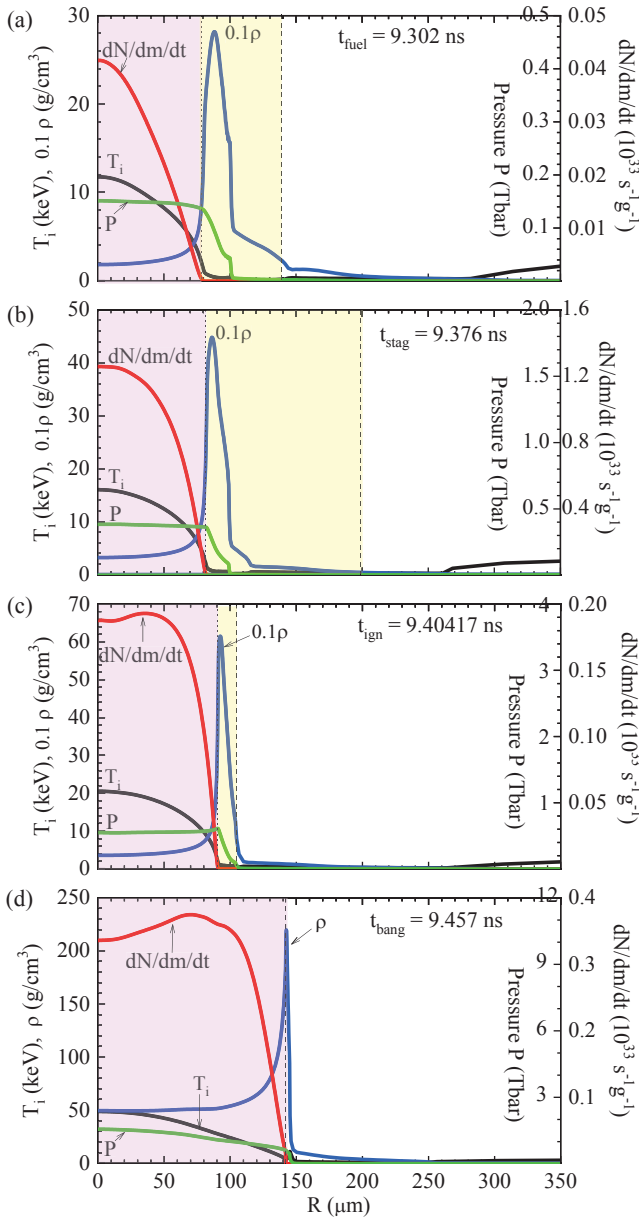 (a)
30
20
10
0
T_i (keV), 0.1 ρ (g/cm³)
dN/dm/dt
T_i
P
0.1ρ
t_fuel = 9.302 ns
0.5
0.4
0.3
0.1
0.05
0.04
0.03
0.02
0.01
Pressure P (Tbar)
dN/dm/dt (10³³ s⁻¹g⁻¹)
(b)
50
40
30
20
10
0
T_i (keV), 0.1ρ (g/cm³)
dN/dm/dt
T_i
P
0.1ρ
t_stag = 9.376 ns
2.0
1.5
1.0
0.5
1.6
1.2
0.8
0.4
Pressure P (Tbar)
dN/dm/dt (10³³ s⁻¹g⁻¹)
(c)
70
60
50
40
30
20
10
0
T_i (keV), 0.1 ρ (g/cm³)
dN/dm/dt
T_i
P
0.1ρ
t_ign = 9.40417 ns
4
3
2
1
0.20
0.15
0.10
0.05
Pressure P (Tbar)
dN/dm/dt (10³³ s⁻¹g⁻¹)
(d)
250
200
150
100
50
0
T_i (keV), ρ (g/cm³)
dN/dm/dt
T_i
P
ρ
t_bang = 9.457 ns
12
9
6
3
0.4
0.3
0.2
0.1
Pressure P (Tbar)
dN/dm/dt (10³³ s⁻¹g⁻¹)
0 50 100 150 200 250 300 350
R (μm)